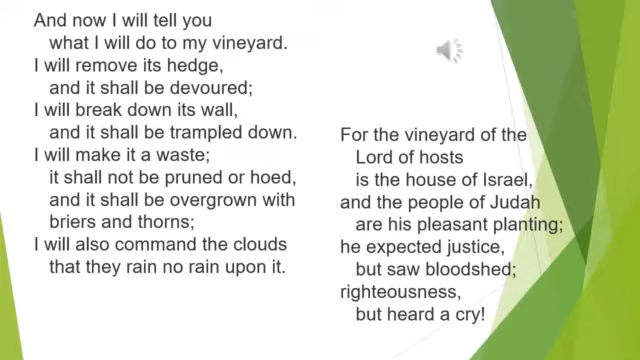 And now I will tell you
what I will do to my vineyard.
I will remove its hedge,
and it shall be devoured;
I will break down its wall,
and it shall be trampled down.
I will make it a waste;
it shall not be pruned or hoed,
and it shall be overgrown with
briers and thorns;
I will also command the clouds
that they rain no rain upon it.
For the vineyard of the
Lord of hosts
is the house of Israel,
and the people of Judah
are his pleasant planting;
he expected justice,
but saw bloodshed;
righteousness,
but heard a cry!